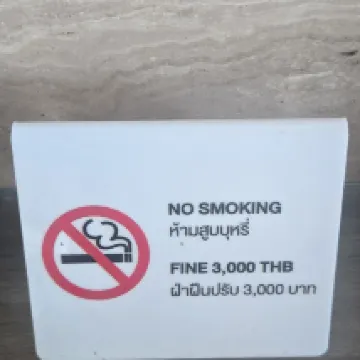 NO SMOKING
ห้ามสูบบุหรี่
FINE 3,000 THB
ฝ่าฝืนปรับ 3,000 บาท